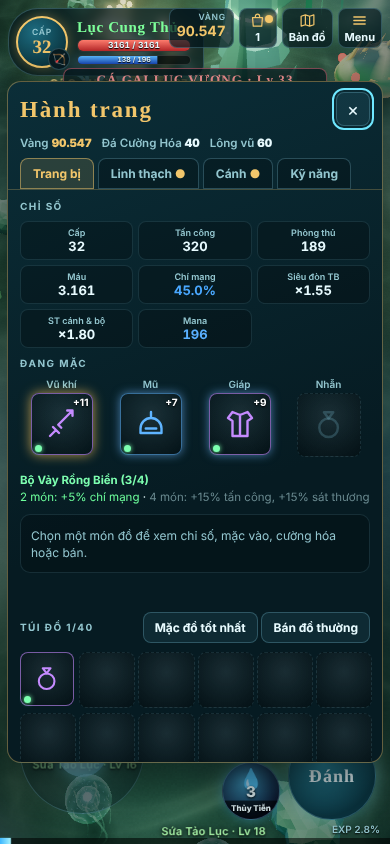 CẤP
32
Lục Cung Th
3161 / 3161
138 / 196
VÀNG
90.547
1
Bản đồ
Menu
CÁ GAI LỤC VƯƠNG · Lv 33
Hành trang
×
Vàng 90.547 Đá Cường Hóa 40 Lông vũ 60
Trang bị
Linh thạch
Cánh
Kỹ năng
CHỈ SỐ
Cấp
32
Tấn công
320
Phòng thủ
189
Máu
3.161
Chí mạng
45.0%
Siêu đòn TB
×1.55
ST cánh & bộ
×1.80
Mana
196
ĐANG MẶC
Vũ khí
Mũ
Giáp
Nhẫn
+11
+7
+9
Bộ Vảy Rồng Biển (3/4)
2 món: +5% chí mạng · 4 món: +15% tấn công, +15% sát thương
Chọn một món đồ để xem chỉ số, mặc vào, cường hóa
hoặc bán.
TÚI ĐỒ 1/40
Mặc đồ tốt nhất
Bán đồ thường
Sứa Tảo Lục · Lv 16
3
Thủy Tiễn
Đánh
Sứa Tảo Lục · Lv 18
EXP 2.8%